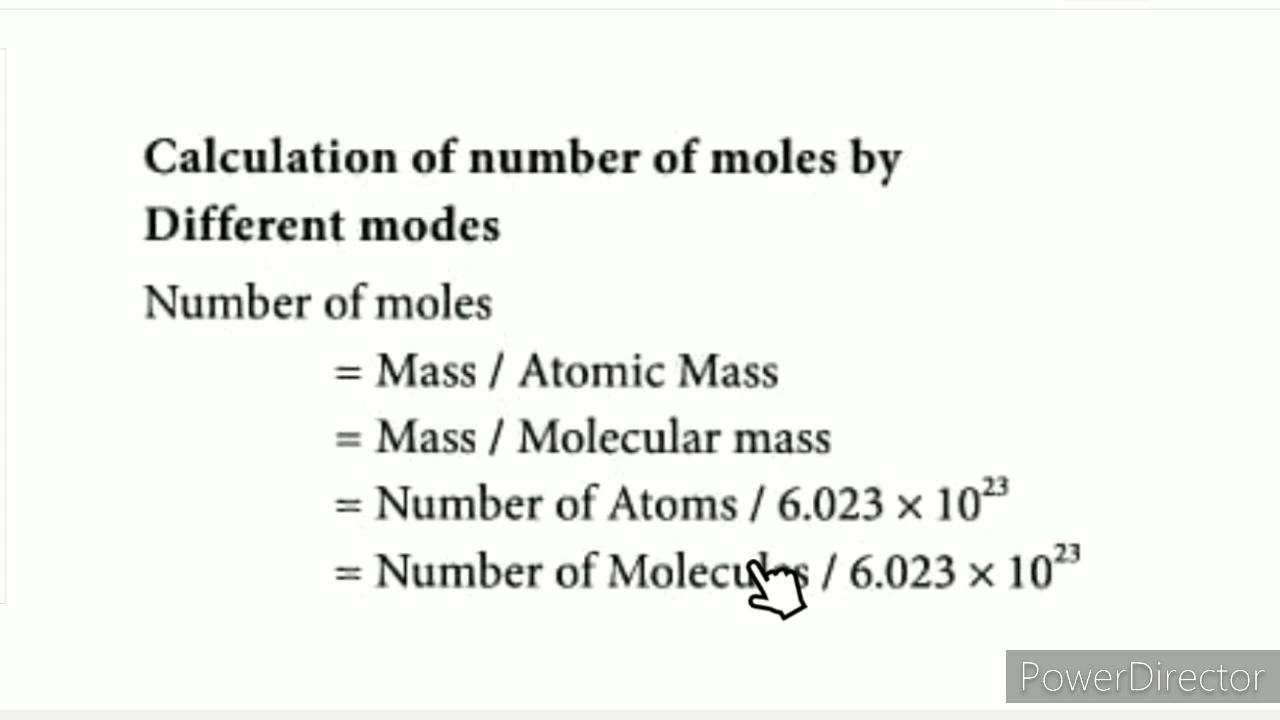 Calculation of number of moles by
Different modes
Number of moles
= Mass / Atomic Mass
= Mass / Molecular mass
= Number of Atoms / 6.023 × 10²³
= Number of Molecules / 6.023 × 10²³
PowerDirector